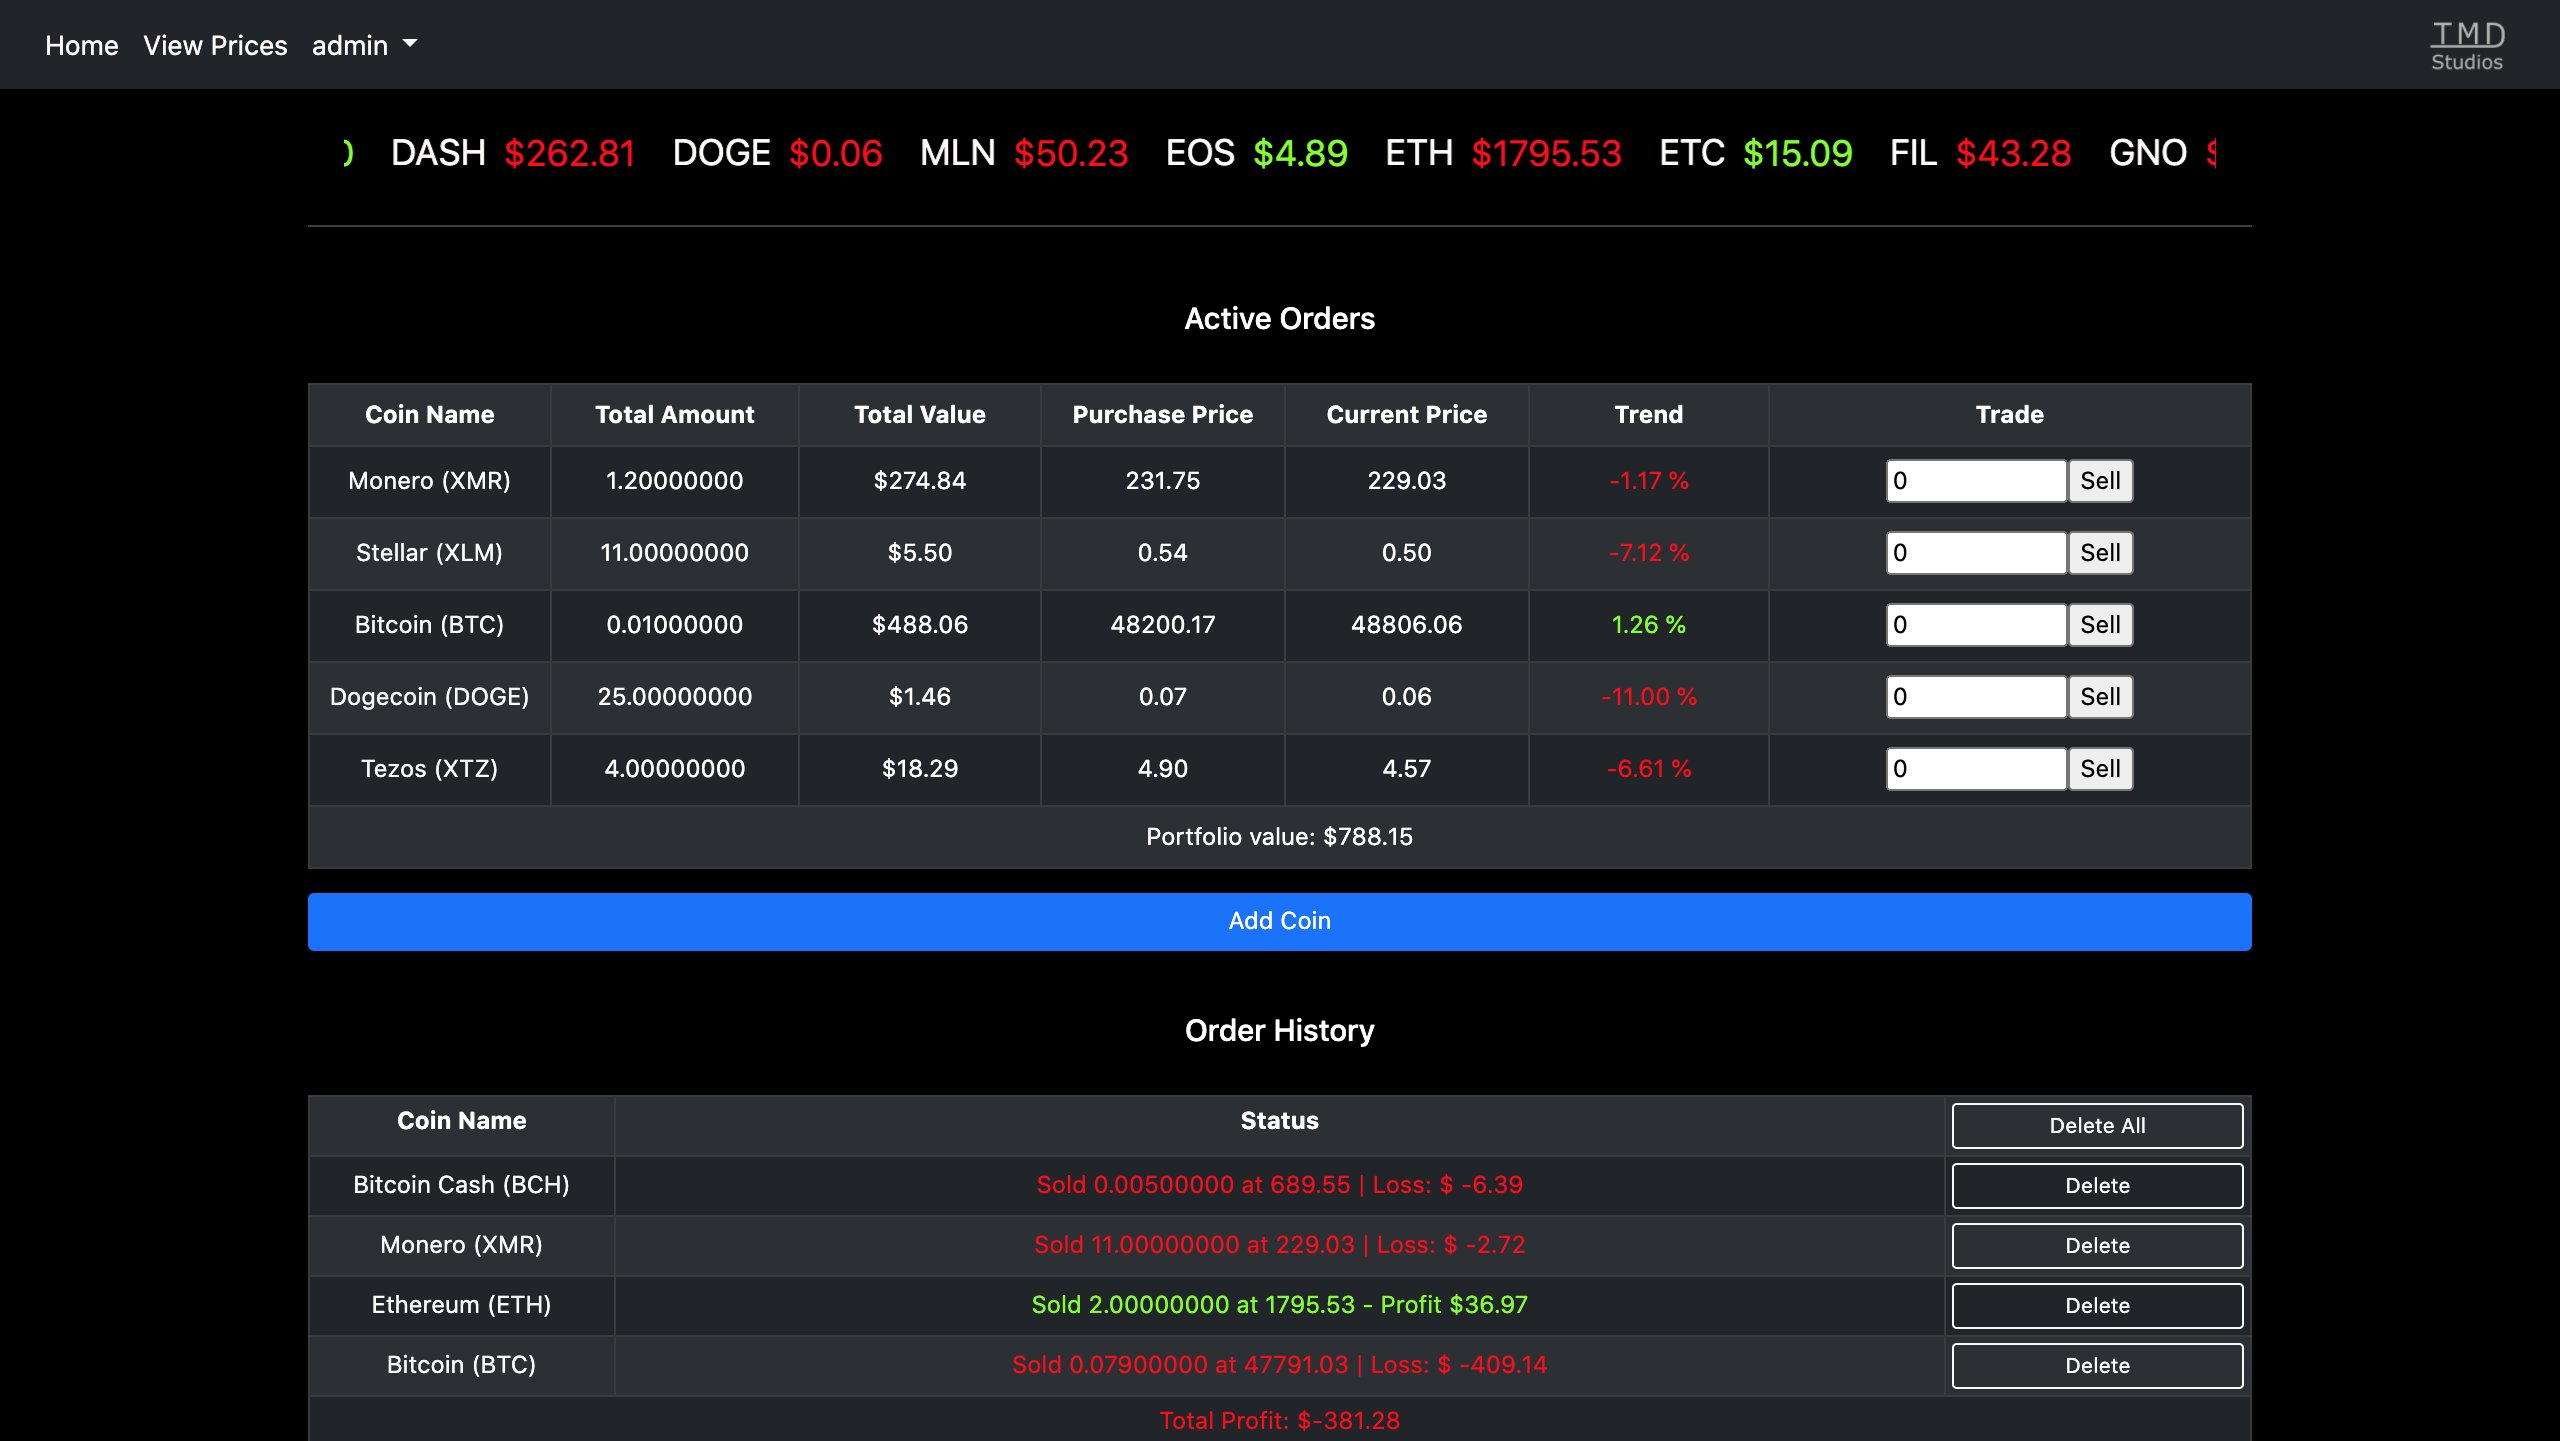 Home View Prices admin
TMD
Studios
DASH $262.81 DOGE $0.06 MLN $50.23 EOS $4.89 ETH $1795.53 ETC $15.09 FIL $43.28 GNO
Active Orders
Coin Name Total Amount Total Value Purchase Price Current Price Trend Trade
Monero (XMR) 1.20000000 $274.84 231.75 229.03 -1.17 % 0 Sell
Stellar (XLM) 11.00000000 $5.50 0.54 0.50 -7.12 % 0 Sell
Bitcoin (BTC) 0.01000000 $488.06 48200.17 48806.06 1.26 % 0 Sell
Dogecoin (DOGE) 25.00000000 $1.46 0.07 0.06 -11.00 % 0 Sell
Tezos (XTZ) 4.00000000 $18.29 4.90 4.57 -6.61 % 0 Sell
Portfolio value: $788.15
Add Coin
Order History
Coin Name Status Delete All
Bitcoin Cash (BCH) Sold 0.00500000 at 689.55 | Loss: $ -6.39 Delete
Monero (XMR) Sold 11.00000000 at 229.03 | Loss: $ -2.72 Delete
Ethereum (ETH) Sold 2.00000000 at 1795.53 - Profit $36.97 Delete
Bitcoin (BTC) Sold 0.07900000 at 47791.03 | Loss: $ -409.14 Delete
Total Profit: $-381.28